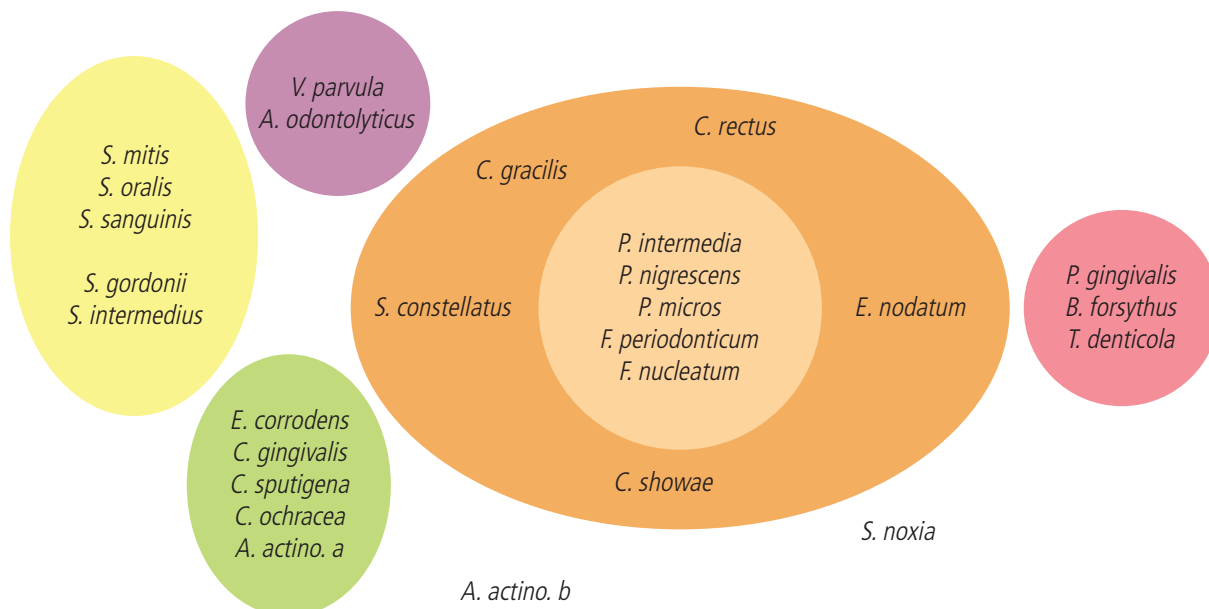 V. parvula
A. odontolyticus
S. mitis
S. oralis
S. sanguinis
S. gordonii
S. intermedius
E. corrodens
C. gingivalis
C. sputigena
C. ochracea
A. actino. a
C. rectus
C. gracilis
S. constellatus
P. intermedia
P. nigrescens
P. micros
F. periodonticum
F. nucleatum
E. nodatum
C. showae
P. gingivalis
B. forsythus
T. denticola
S. noxia
A. actino. b